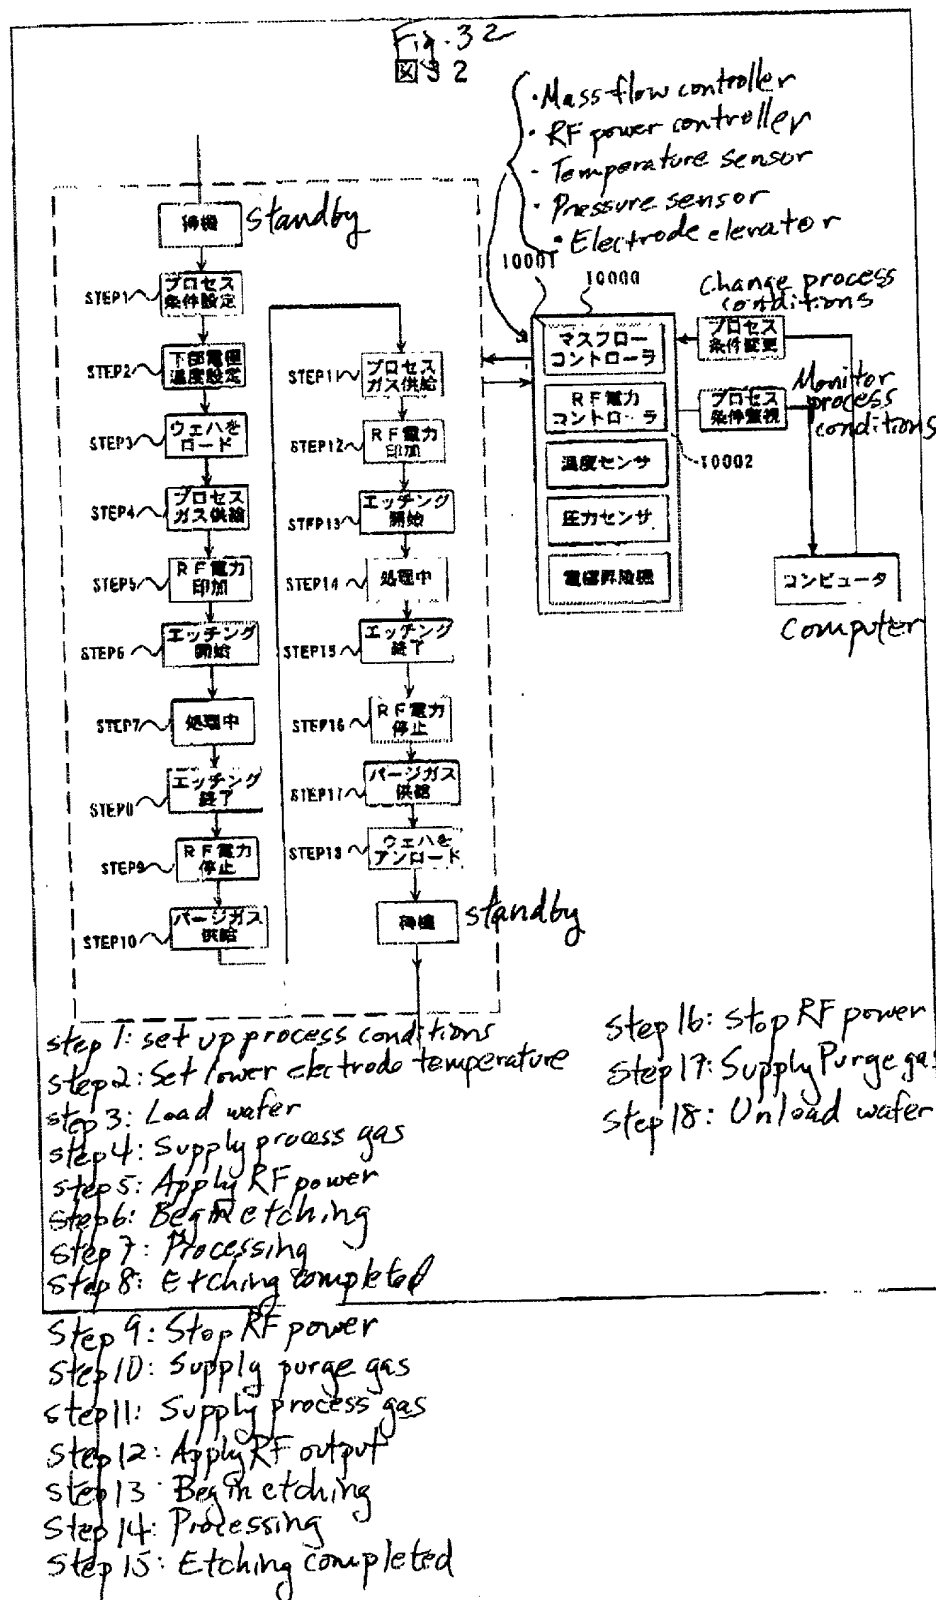 Fig. 32
図32
・Mass flow controller
・RF power controller
・Temperature sensor
・Pressure sensor
・Electrode elevator
待機
standby
STEP1
プロセス
条件設定
STEP2
下部電極
温度設定
STEP3
ウェハを
ロード
STEP4
プロセス
ガス供給
STEP5
RF電力
印加
STEP6
エッチング
開始
STEP7
処理中
STEP8
エッチング
終了
STEP9
RF電力
停止
STEP10
パージガス
供給
STEP11
プロセス
ガス供給
STEP12
RF電力
印加
STEP13
エッチング
開始
STEP14
処理中
STEP15
エッチング
終了
STEP16
RF電力
停止
STEP17
パージガス
供給
STEP18
ウェハを
アンロード
待機
standby
10001
10000
マスフロー
コントローラ
RF電力
コントローラ
温度センサ
圧力センサ
電極昇降機
10002
Change process
conditions
プロセス
条件変更
Monitor
process
conditions
プロセス
条件監視
コンピュータ
Computer
step 1: set up process conditions
step 2: Set lower electrode temperature
step 3: Load wafer
step 4: Supply process gas
step 5: Apply RF power
step 6: Begin etching
step 7: Processing
step 8: Etching completed
step 9: Stop RF power
step 10: Supply purge gas
step 11: Supply process gas
step 12: Apply RF output
step 13: Begin etching
step 14: Processing
step 15: Etching completed
step 16: Stop RF power
step 17: Supply Purge gas
step 18: Unload wafer